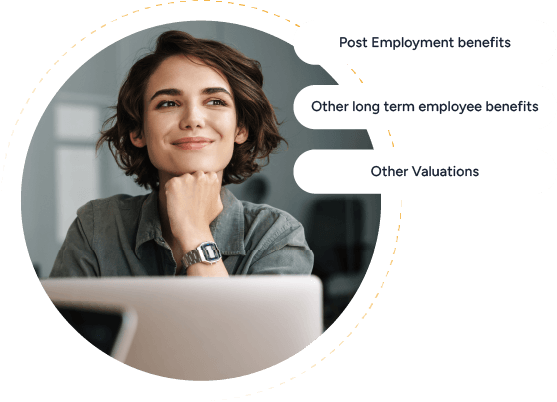 Post Employment benefits
Other long term employee benefits
Other Valuations